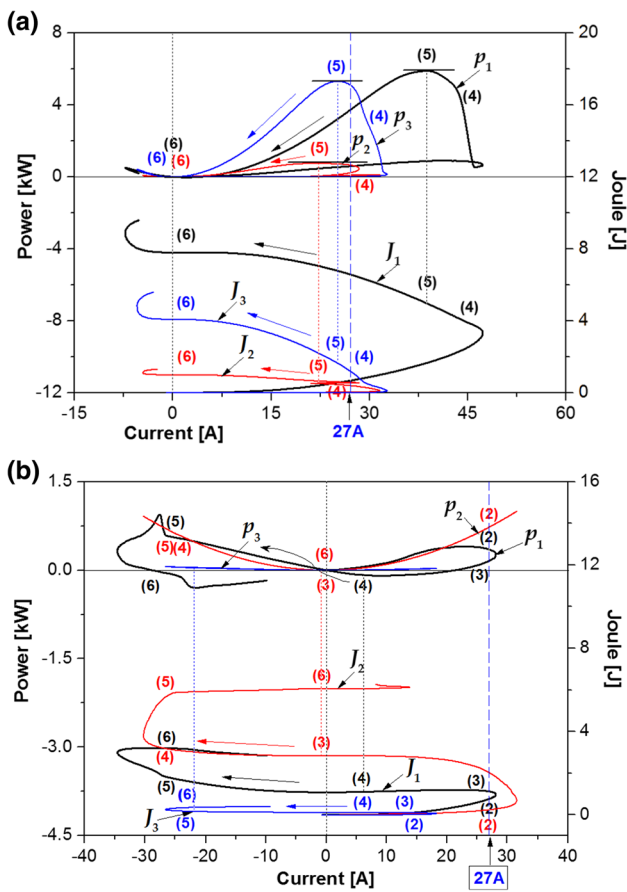 (a)
8 20
(5) (5) p1
(4) (4)
p3
4 16
(6) (5) p2
(6) (6)
0 12
(4)
Power [kW]
Joule [J]
-4 8
(6) J1
(5)
-8 (6) J3 4
(5) (4) (4)
(6) J2 (5)
(4)
-12 0
-15 0 15 30 45 60
Current [A] 27A
(b)
1.5 16
(5) p2 (2)
(5)(4) p3 (6) (2) p1
0.0 12
(6) (3) (4) (3)
Power [kW]
Joule [J]
-1.5 8
(5) (6) J2
-3.0 (6) (3) 4
(4)
(5) (4) J1 (3)
(6) (4) (3) (2)
J3 (5) (2) (2) 0
-4.5
-40 -30 -20 -10 0 10 20 30 40
Current [A] 27A